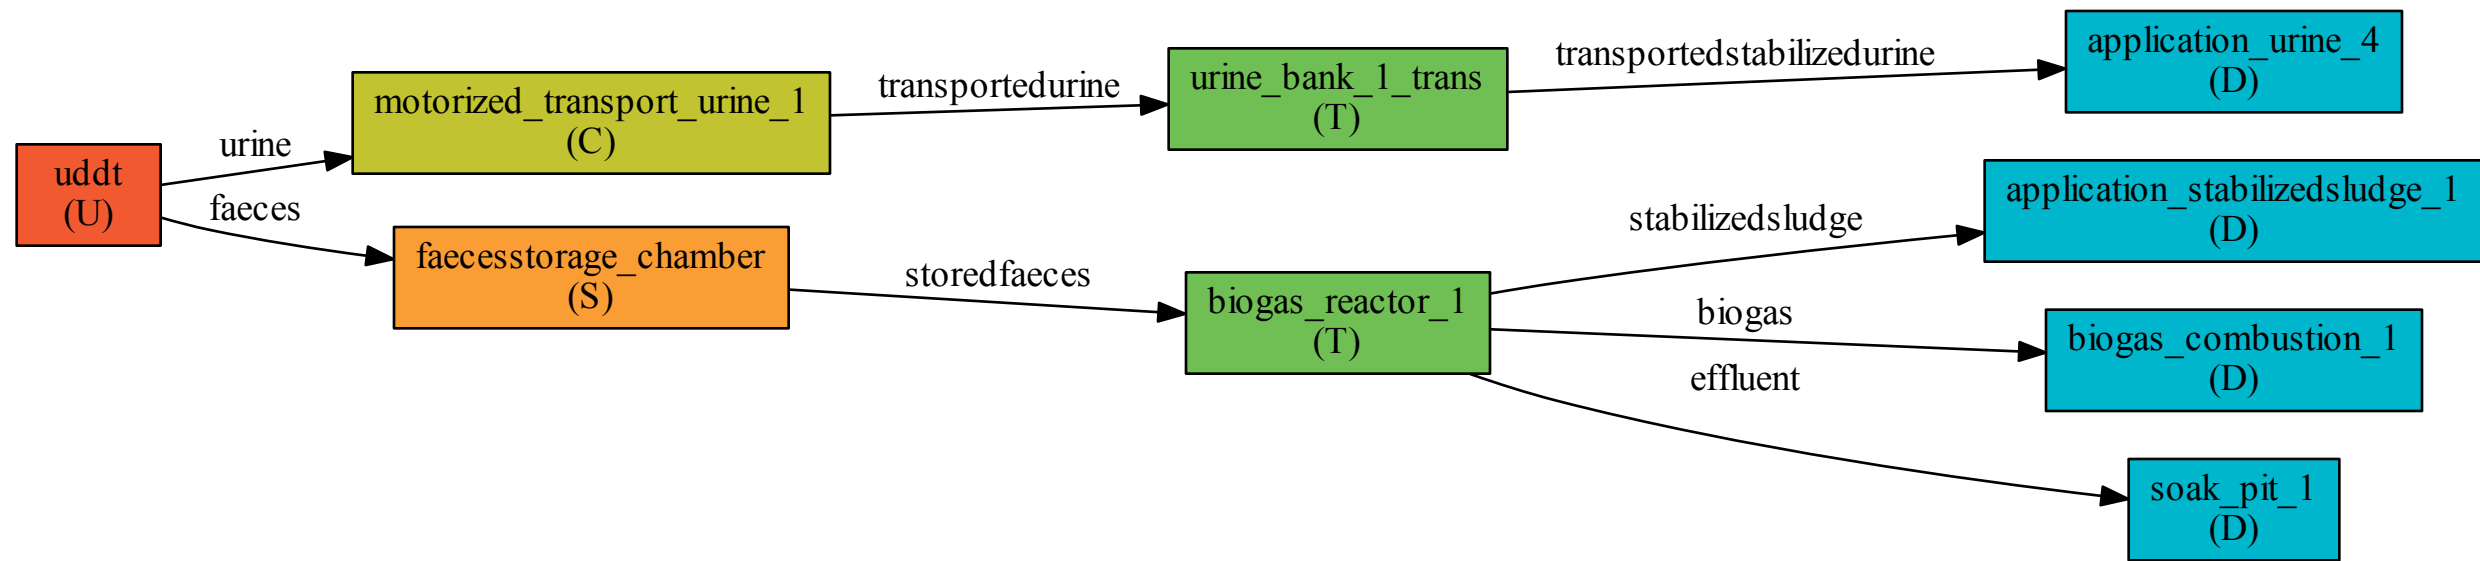 uddt
(U)
urine
faeces
motorized_transport_urine_1
(C)
faecesstorage_chamber
(S)
transportedurine
storedfaeces
urine_bank_1_trans
(T)
biogas_reactor_1
(T)
transportedstabilizedurine
stabilizedsludge
biogas
effluent
application_urine_4
(D)
application_stabilizedsludge_1
(D)
biogas_combustion_1
(D)
soak_pit_1
(D)